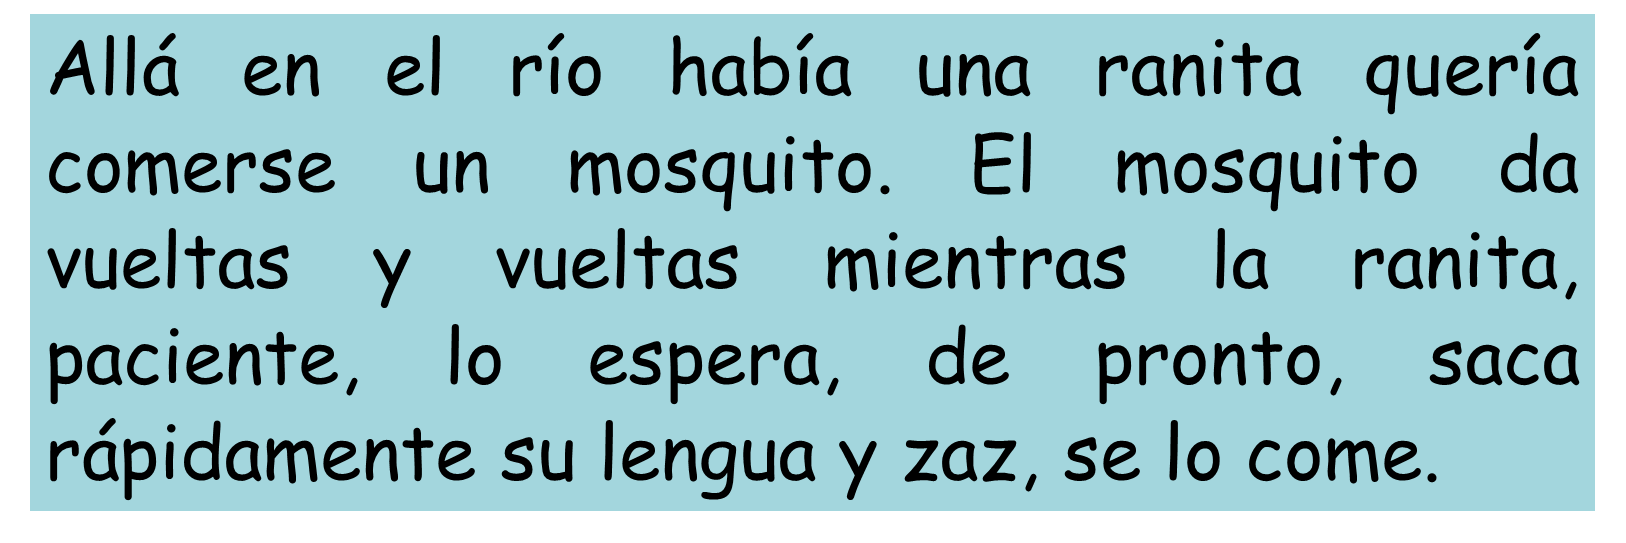 Allá en el río había una ranita quería
comerse un mosquito. El mosquito da
vueltas y vueltas mientras la ranita,
paciente, lo espera, de pronto, saca
rápidamente su lengua y zaz, se lo come.